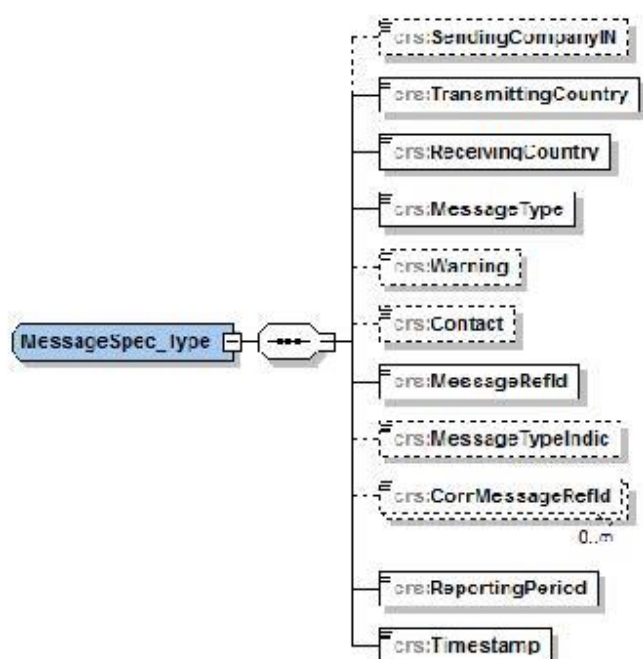 crs:SendingCompanyIN
crs:TransmittingCountry
crs:ReceivingCountry
crs:MessageType
crs:Warning
MessageSpec_Type
crs:Contact
crs:MessageRefId
crs:MessageTypeIndic
crs:CorrMessageRefId
0..∞
crs:ReportingPeriod
crs:Timestamp